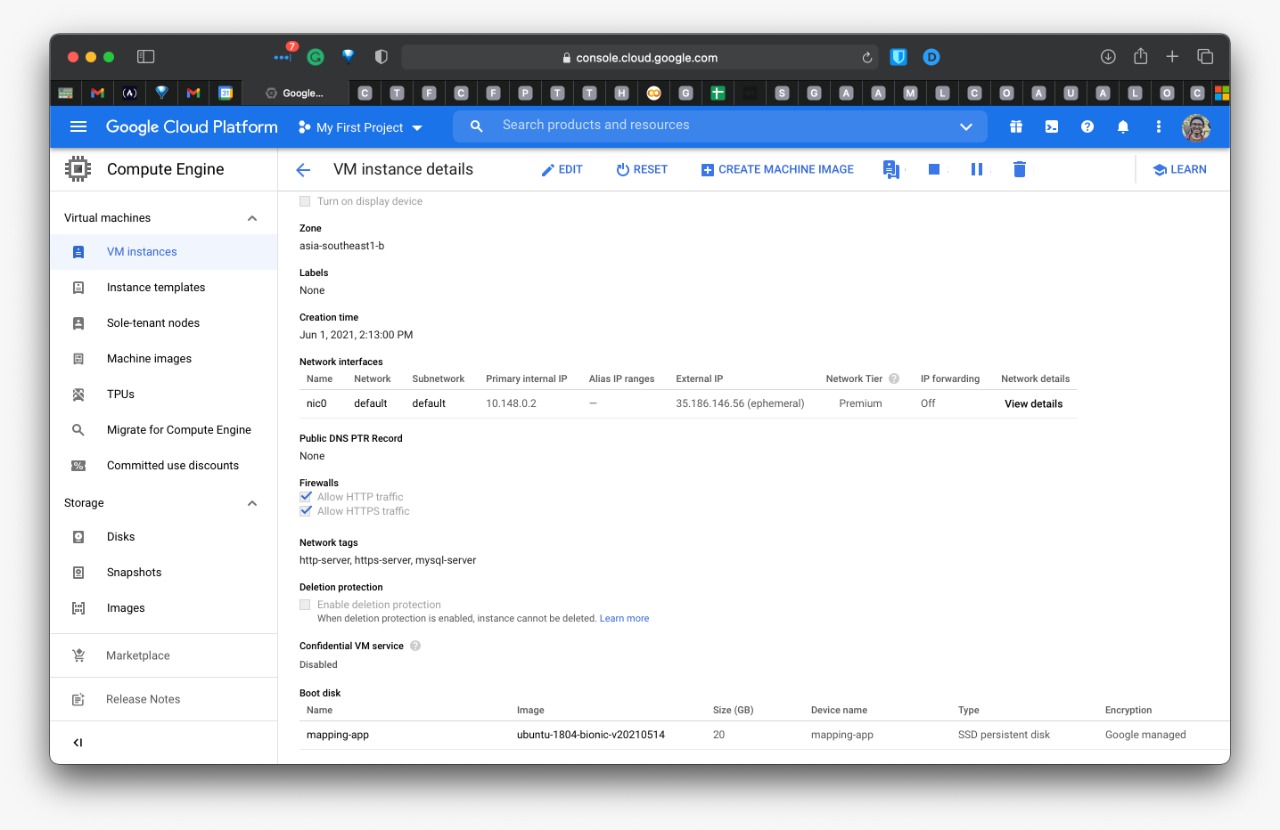 7
console.cloud.google.com
Google...
C T F C F P T T H G S G A A M L C O A U A L O C
Google Cloud Platform My First Project Search products and resources
Compute Engine
VM instance details EDIT RESET CREATE MACHINE IMAGE LEARN
Virtual machines
VM instances
Instance templates
Sole-tenant nodes
Machine images
TPUs
Migrate for Compute Engine
Committed use discounts
Storage
Disks
Snapshots
Images
Marketplace
Release Notes
Turn on display device
Zone
asia-southeast1-b
Labels
None
Creation time
Jun 1, 2021, 2:13:00 PM
Network interfaces
Name Network Subnetwork Primary internal IP Alias IP ranges External IP Network Tier IP forwarding Network details
nic0 default default 10.148.0.2 — 35.186.146.56 (ephemeral) Premium Off View details
Public DNS PTR Record
None
Firewalls
Allow HTTP traffic
Allow HTTPS traffic
Network tags
http-server, https-server, mysql-server
Deletion protection
Enable deletion protection
When deletion protection is enabled, instance cannot be deleted. Learn more
Confidential VM service
Disabled
Boot disk
Name Image Size (GB) Device name Type Encryption
mapping-app ubuntu-1804-bionic-v20210514 20 mapping-app SSD persistent disk Google managed